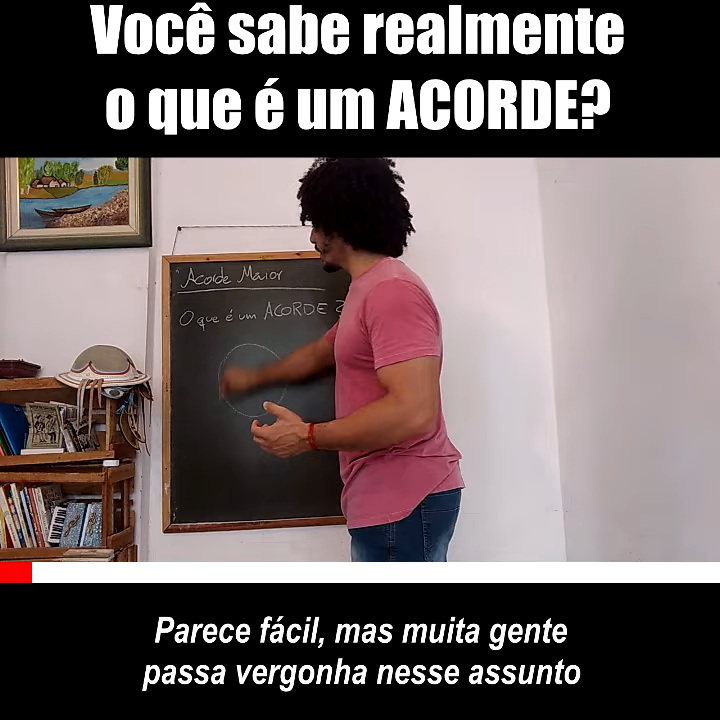 Você sabe realmente
o que é um ACORDE?
Acorde Maior
O que é um ACORDE ?
Parece fácil, mas muita gente
passa vergonha nesse assunto